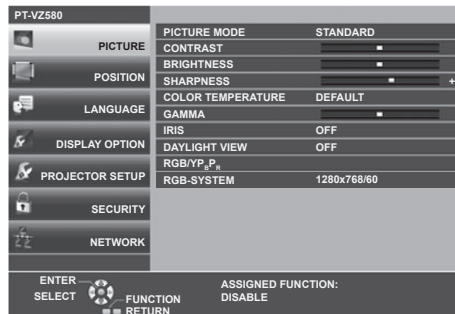 PT-VZ580
PICTURE
POSITION
LANGUAGE
DISPLAY OPTION
PROJECTOR SETUP
SECURITY
NETWORK
PICTURE MODE STANDARD
CONTRAST
BRIGHTNESS
SHARPNESS +
COLOR TEMPERATURE DEFAULT
GAMMA
IRIS OFF
DAYLIGHT VIEW OFF
RGB/YPBPR
RGB-SYSTEM 1280x768/60
ENTER
SELECT
FUNCTION
RETURN
ASSIGNED FUNCTION:
DISABLE